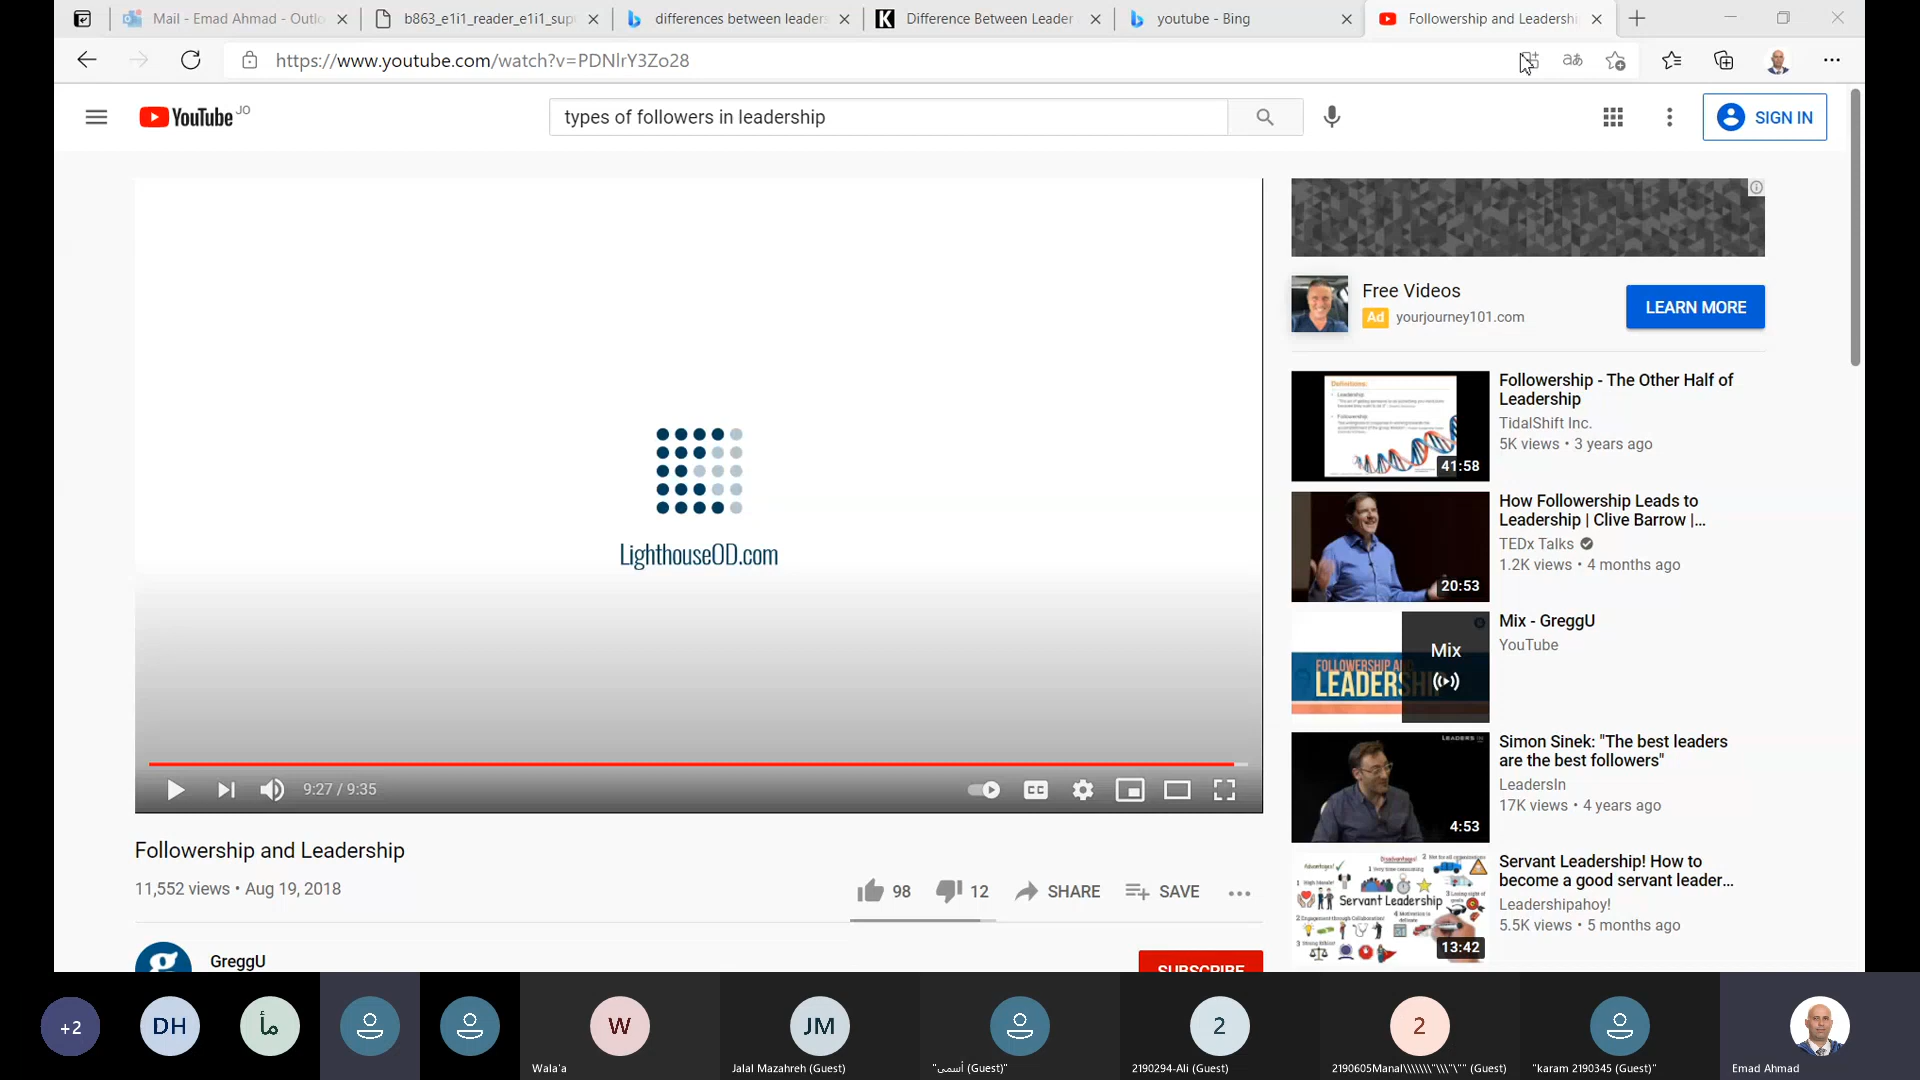 Mail - Emad Ahmad - Outlo
b863_e1i1_reader_e1i1_sup
differences between leaders
Difference Between Leader
youtube - Bing
Followership and Leadershi
https://www.youtube.com/watch?v=PDNlrY3Zo28
YouTube JO
types of followers in leadership
SIGN IN
LighthouseOD.com
9:27 / 9:35
CC
Followership and Leadership
11,552 views • Aug 19, 2018
98
12
SHARE
SAVE
GreggU
SUBSCRIBE
Free Videos
Ad yourjourney101.com
LEARN MORE
41:58
Followership - The Other Half of
Leadership
TidalShift Inc.
5K views • 3 years ago
20:53
How Followership Leads to
Leadership | Clive Barrow |...
TEDx Talks
1.2K views • 4 months ago
Mix
Mix - GreggU
YouTube
LEADERS IN
4:53
Simon Sinek: "The best leaders
are the best followers"
LeadersIn
17K views • 4 years ago
Servant Leadership
13:42
Servant Leadership! How to
become a good servant leader...
Leadershipahoy!
5.5K views • 5 months ago
+2
DH
مأ
W
Wala'a
JM
Jalal Mazahreh (Guest)
"أسمى (Guest)"
2
2190294-Ali (Guest)
2
2190605Manal\\\\\\\"\\\"\"" (Guest)
"karam 2190345 (Guest)"
Emad Ahmad